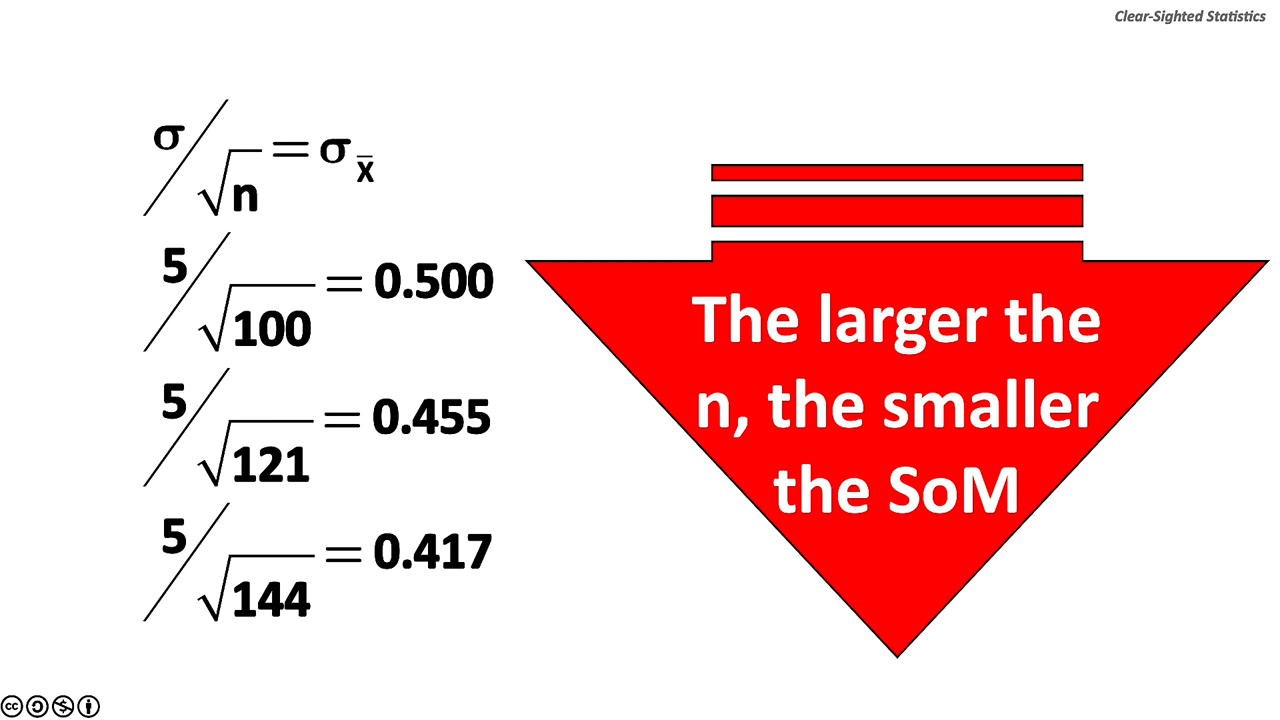 Clear-Sighted Statistics
σ/√n = σx̄
5/√100 = 0.500
5/√121 = 0.455
5/√144 = 0.417
The larger the
n, the smaller
the SoM